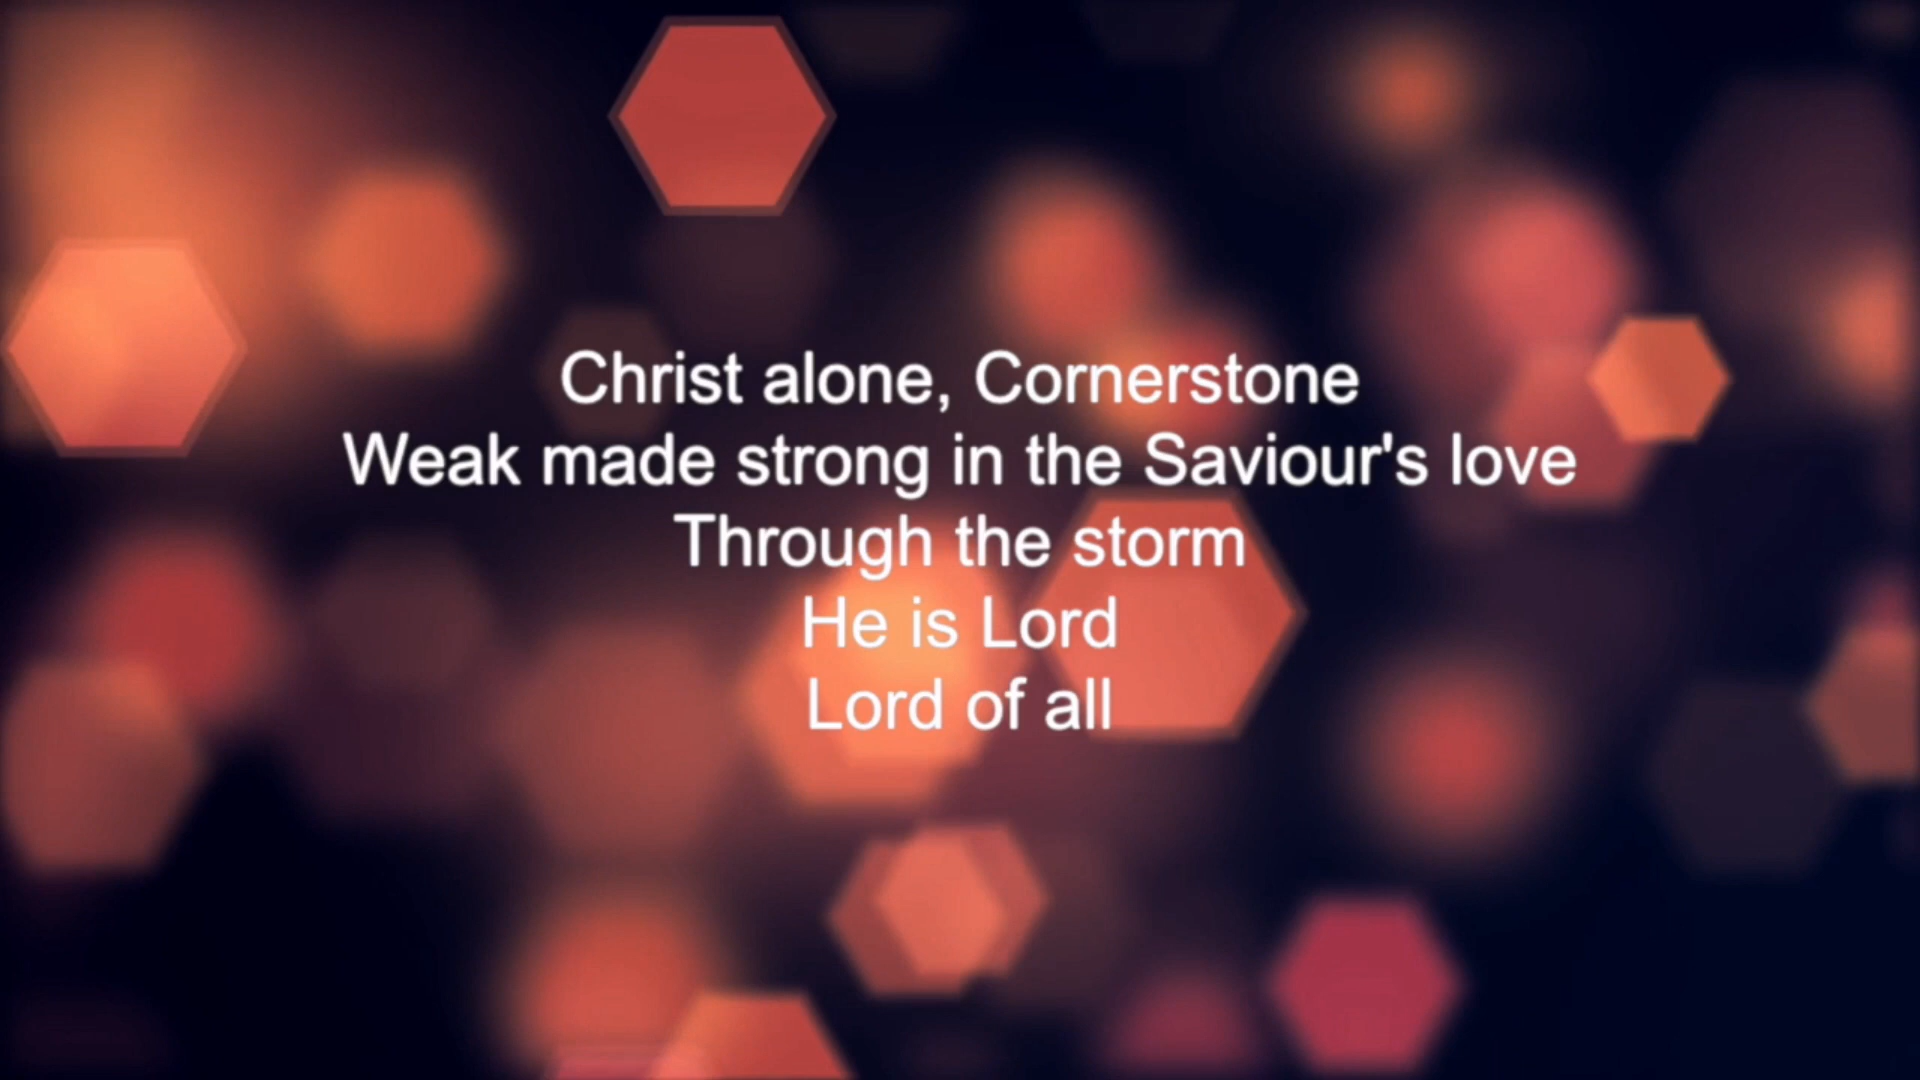 Christ alone, Cornerstone
Weak made strong in the Saviour's love
Through the storm
He is Lord
Lord of all